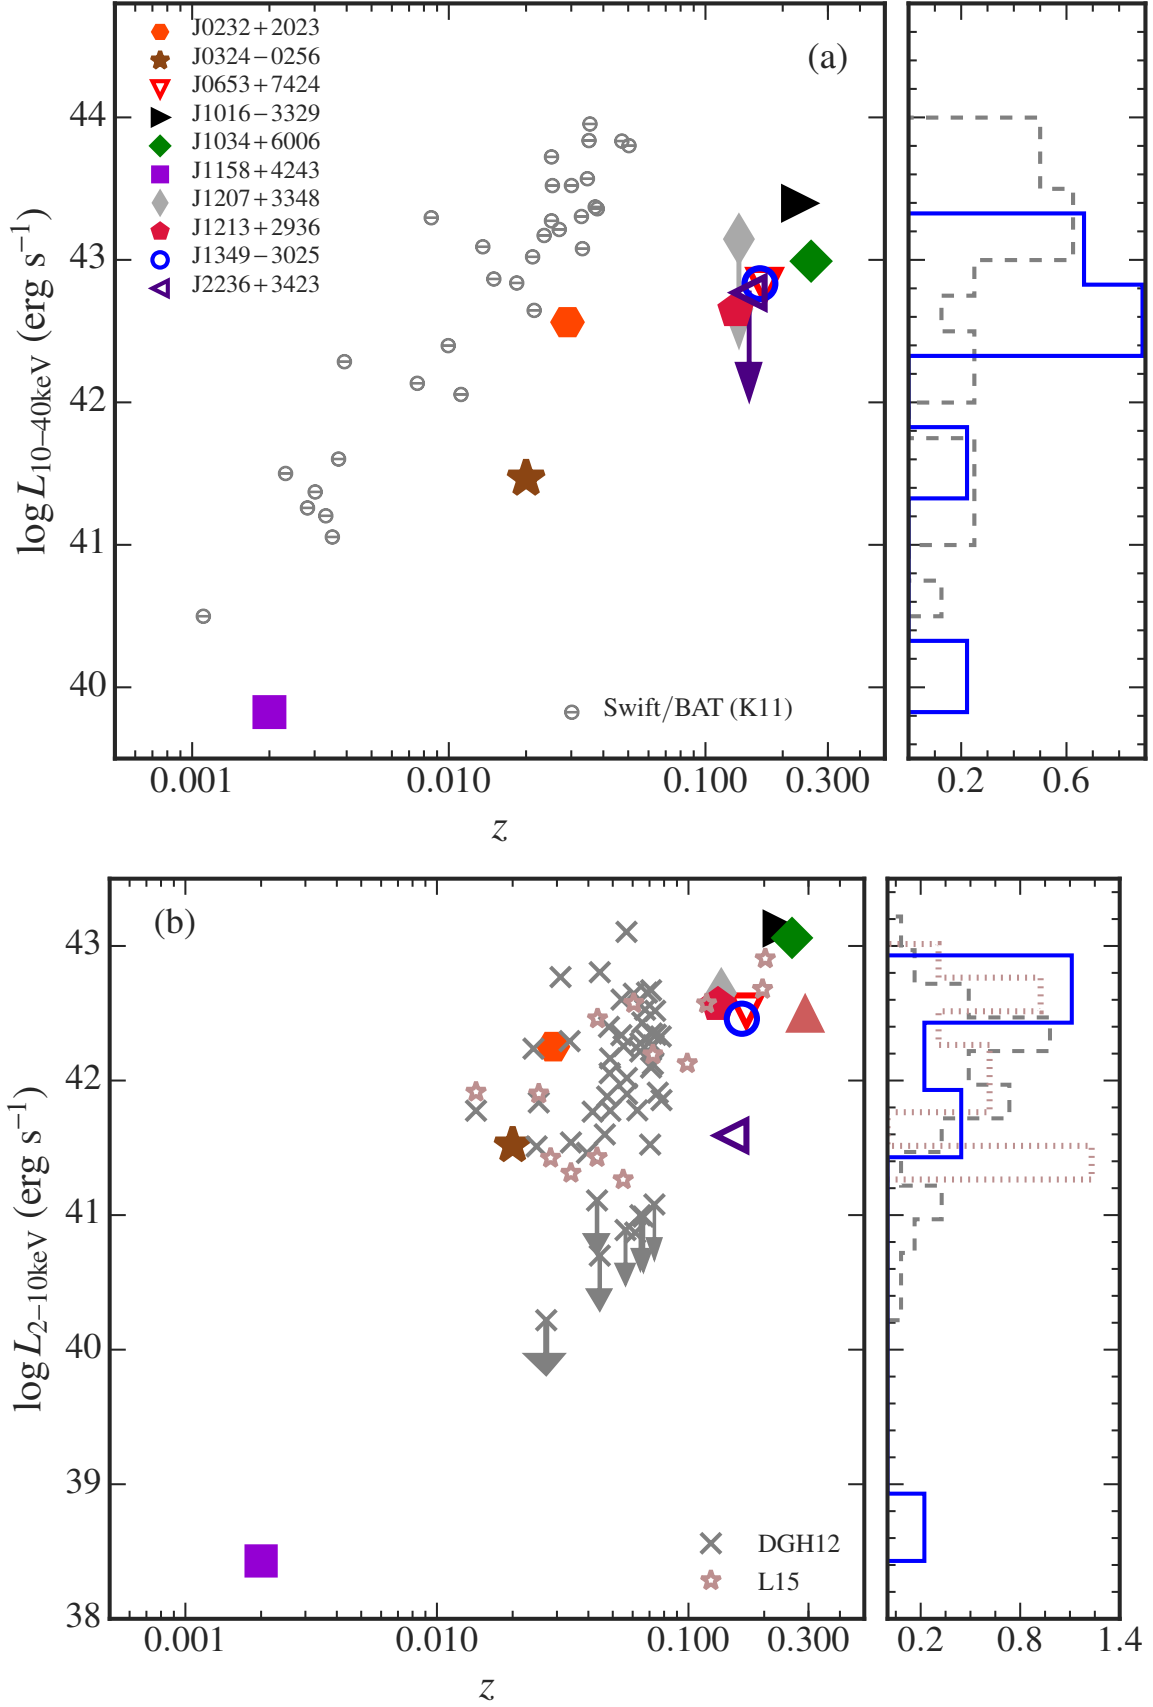 J0232+2023
J0324−0256
J0653+7424
J1016−3329
J1034+6006
J1158+4243
J1207+3348
J1213+2936
J1349−3025
J2236+3423
(a)
44
43
42
41
40
log L10−40keV (erg s−1)
Swift/BAT (K11)
0.001 0.010 0.100 0.300 0.2 0.6
z
(b)
43
42
41
40
39
38
log L2−10keV (erg s−1)
DGH12
L15
0.001 0.010 0.100 0.300 0.2 0.8 1.4
z